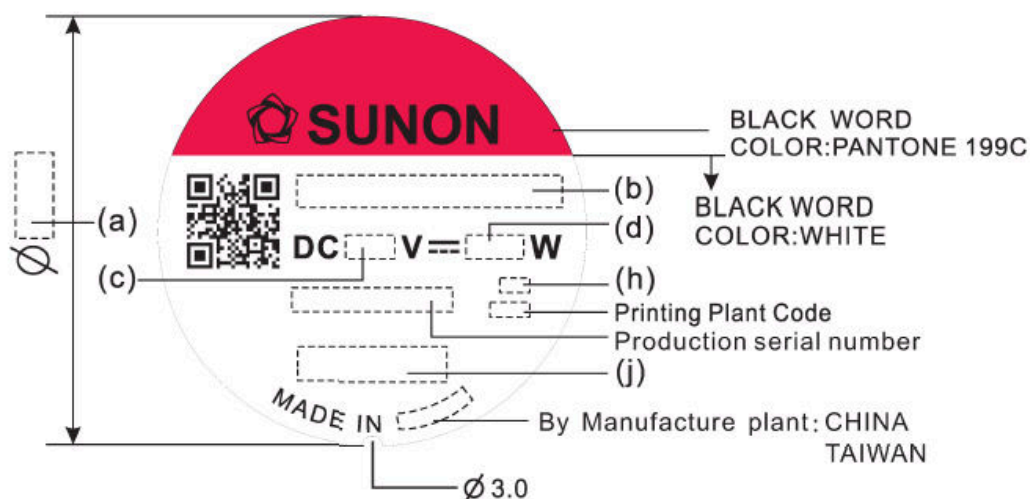 SUNON
BLACK WORD
COLOR:PANTONE 199C
(a)
(b)
BLACK WORD
COLOR:WHITE
DC V W
(d)
(c)
(h)
Printing Plant Code
Production serial number
(j)
MADE IN
By Manufacture plant: CHINA
TAIWAN
Ø
Ø 3.0